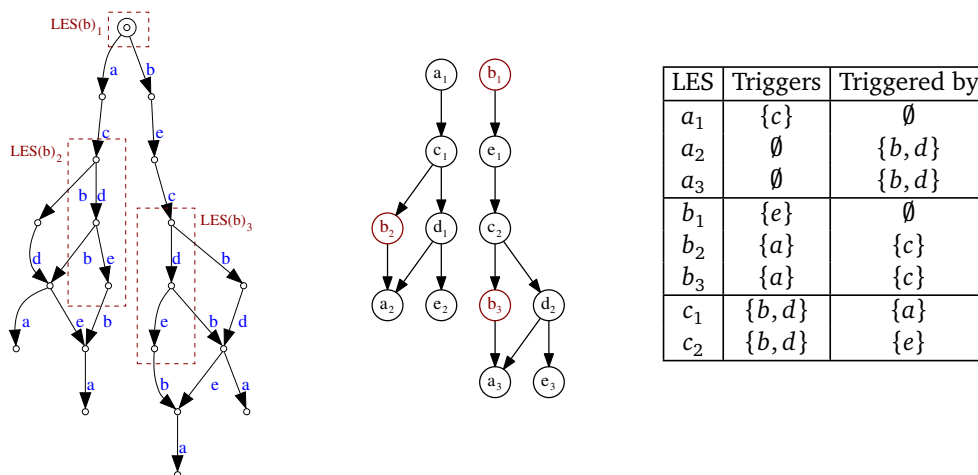 LES(b)₁
a b
c e
LES(b)₂
c
b d
LES(b)₃
d b e d b
a e b e b d
a b e a
a
a₁ b₁
c₁ e₁
b₂ d₁ c₂
a₂ e₂ b₃ d₂
a₃ e₃
LES Triggers Triggered by
a₁ {c} ∅
a₂ ∅ {b, d}
a₃ ∅ {b, d}
b₁ {e} ∅
b₂ {a} {c}
b₃ {a} {c}
c₁ {b, d} {a}
c₂ {b, d} {e}